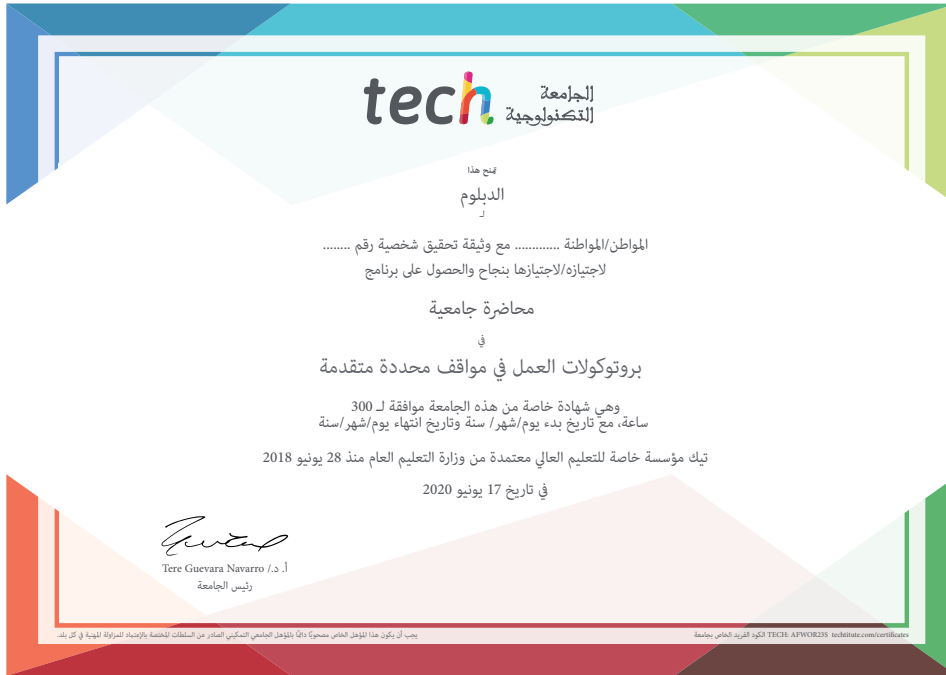 tech الجامعة
التكنولوجية
تمنح هذا
الدبلوم
لـ
المواطن/المواطنة ............ مع وثيقة تحقيق شخصية رقم ........
لاجتيازه/لاجتيازها بنجاح والحصول على برنامج
محاضرة جامعية
في
بروتوكولات العمل في مواقف محددة متقدمة
وهي شهادة خاصة من هذه الجامعة موافقة لـ 300
ساعة، مع تاريخ بدء يوم/شهر/ سنة وتاريخ انتهاء يوم/شهر/سنة
تيك مؤسسة خاصة للتعليم العالي معتمدة من وزارة التعليم العام منذ 28 يونيو 2018
في تاريخ 17 يونيو 2020
أ. د./ Tere Guevara Navarro
رئيس الجامعة
يجب أن يكون هذا المؤهل الخاص مصحوبًا دائمًا بالمؤهل الجامعي التمكيني الصادر عن السلطات المختصة بالإعتماد للمزاولة المهنية في كل بلد.
الكود الفريد الخاص بجامعة TECH: AFWOR23S techtitute.com/certificates